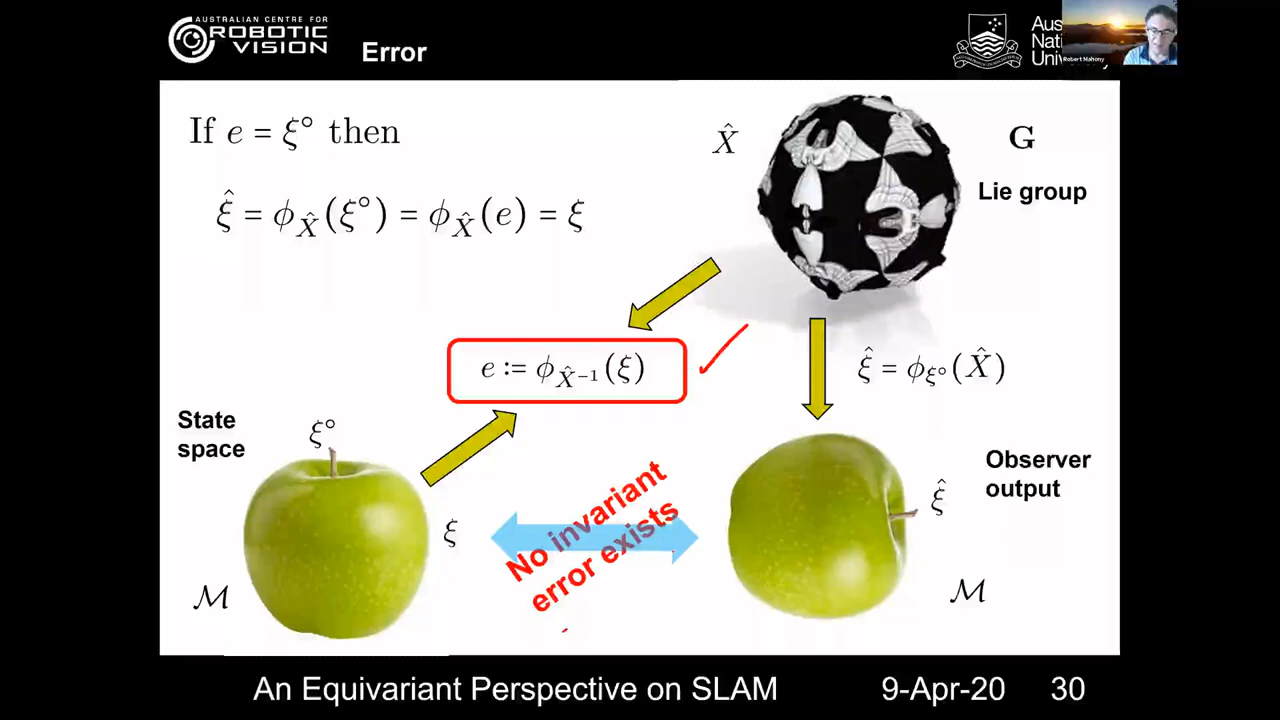 AUSTRALIAN CENTRE FOR
ROBOTIC
VISION
Error
Aus
Nati
Univ
Robert Mahony
If e = ξ° then
ξ̂ = ϕ_X̂(ξ°) = ϕ_X̂(e) = ξ
X̂
G
Lie group
e := ϕ_X̂⁻¹(ξ)
ξ̂ = ϕ_ξ°(X̂)
State
space
ξ°
ξ
M
No invariant
error exists
Observer
output
ξ̂
M
An Equivariant Perspective on SLAM
9-Apr-20
30